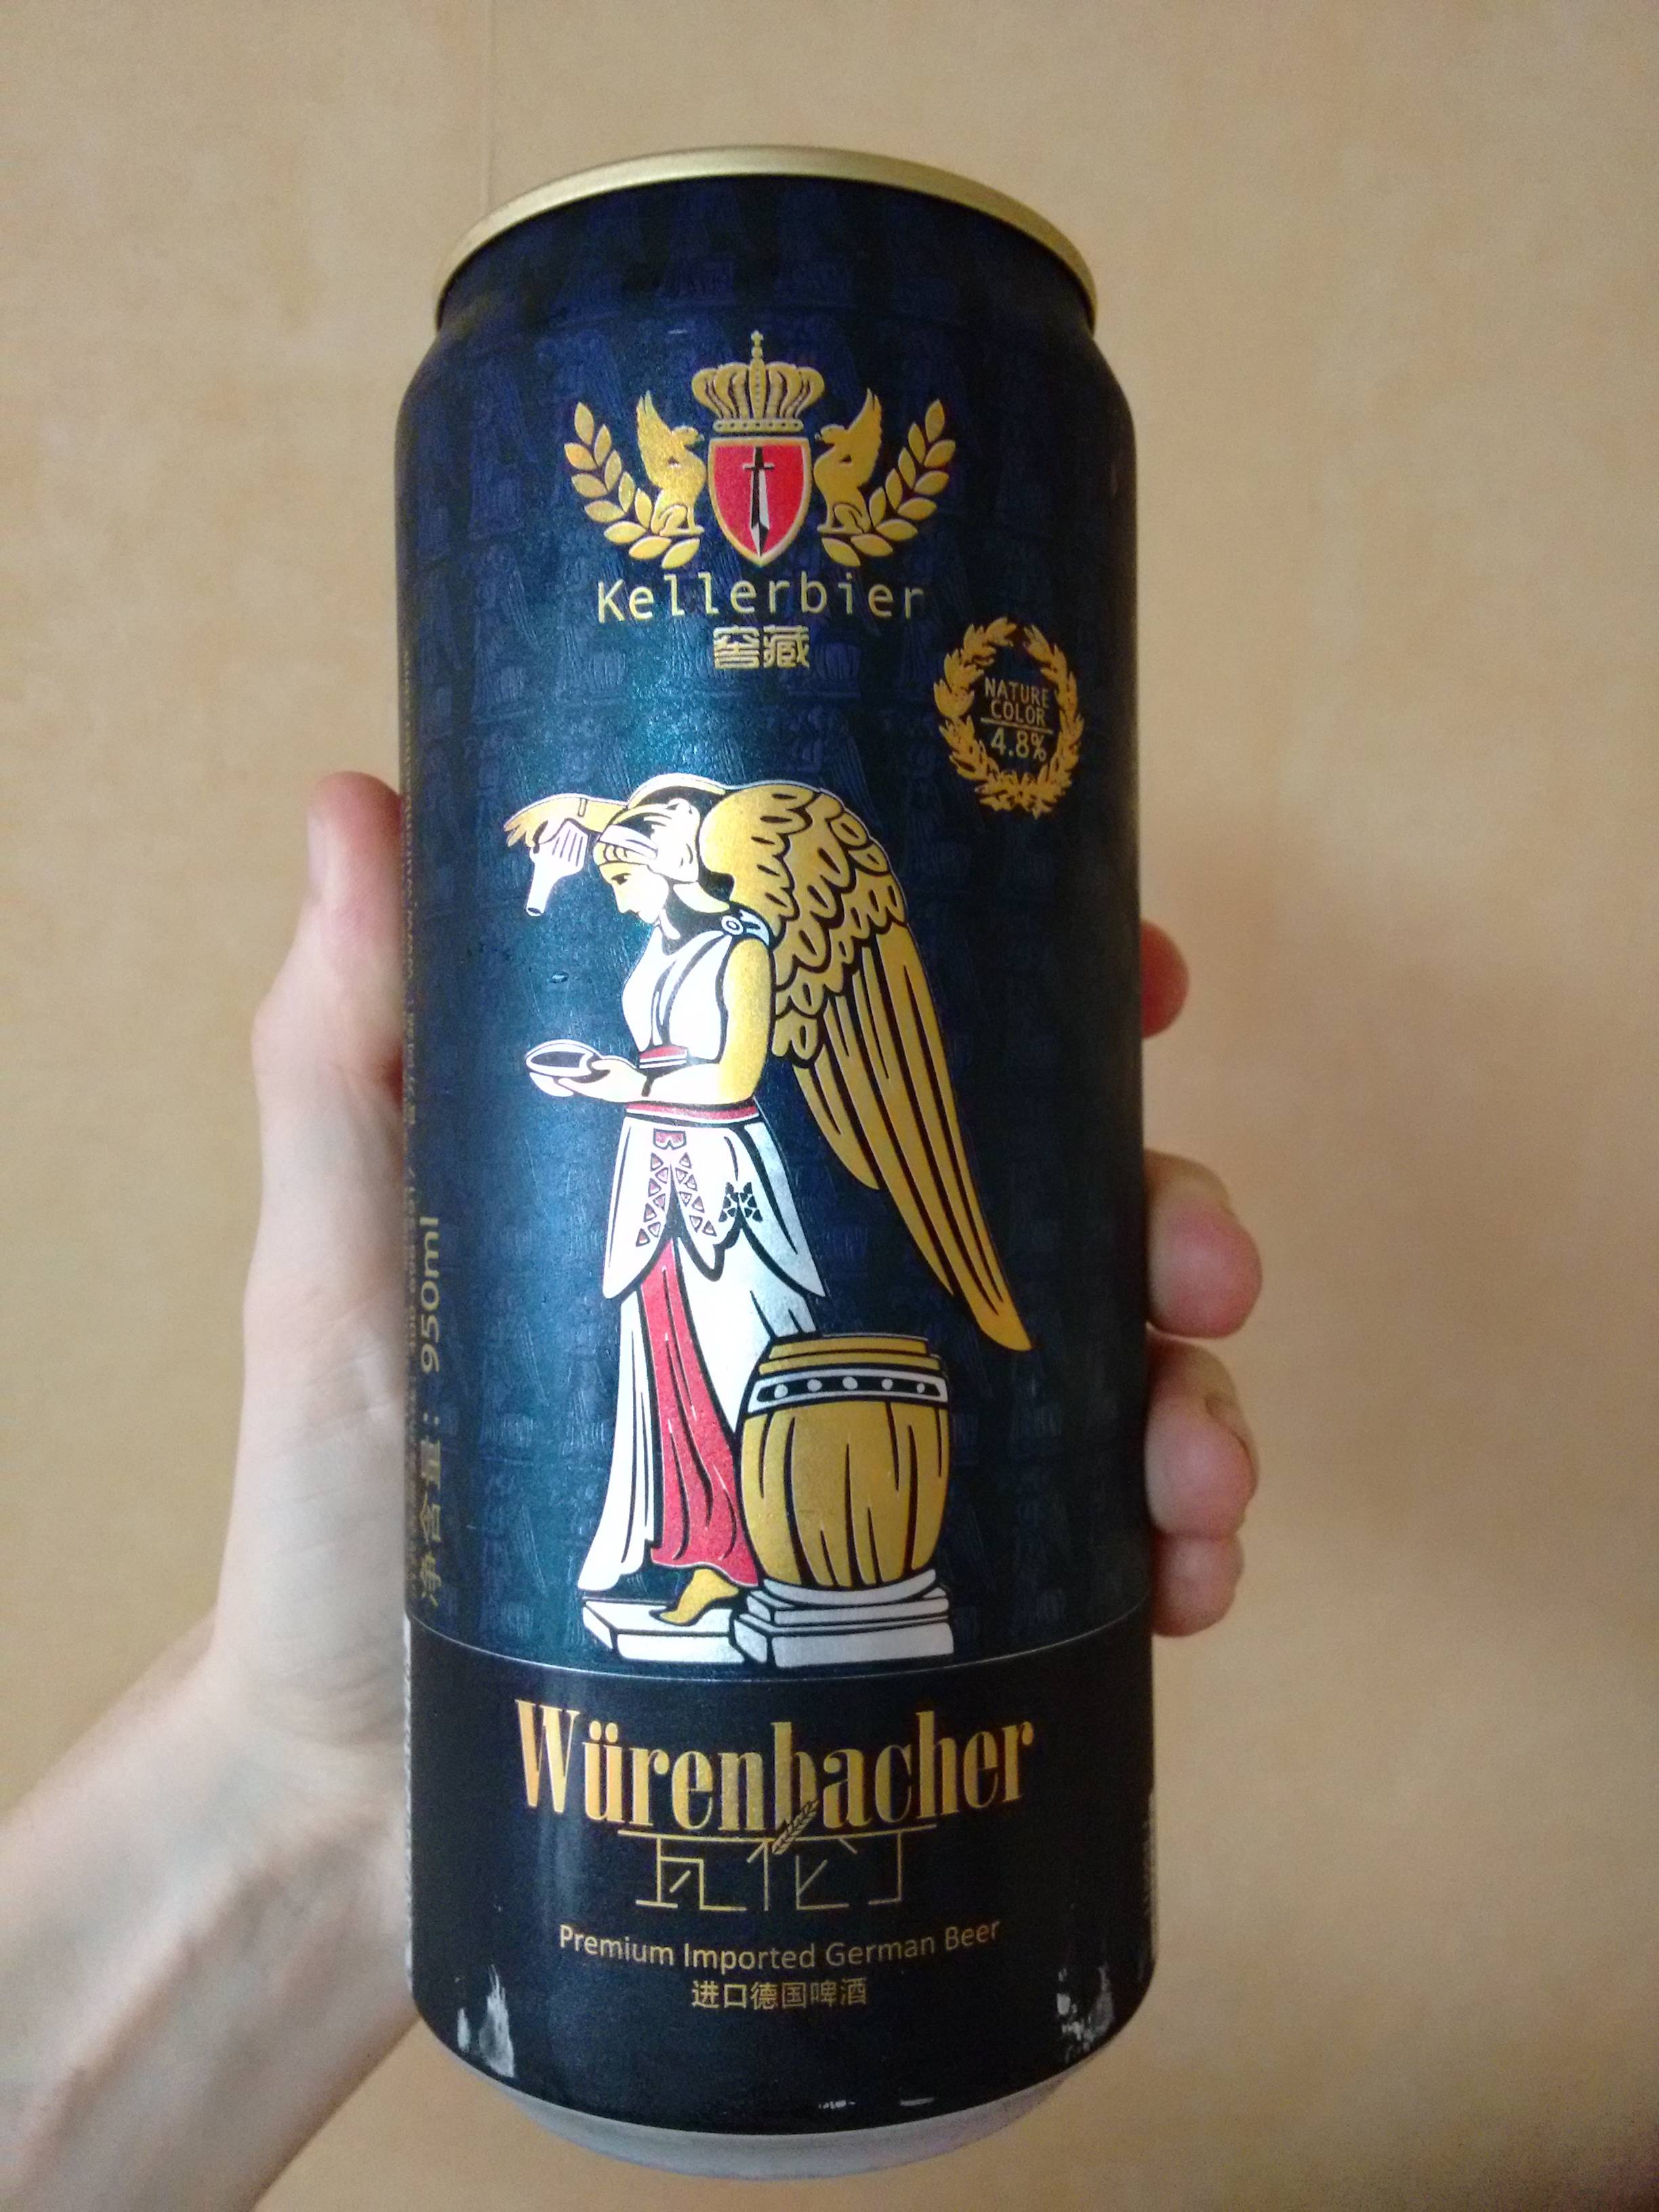 Kellerbier
窖藏
NATURE
COLOR
4.8%
净含量：950ml
Würenbacher
瓦伦丁
Premium Imported German Beer
进口德国啤酒